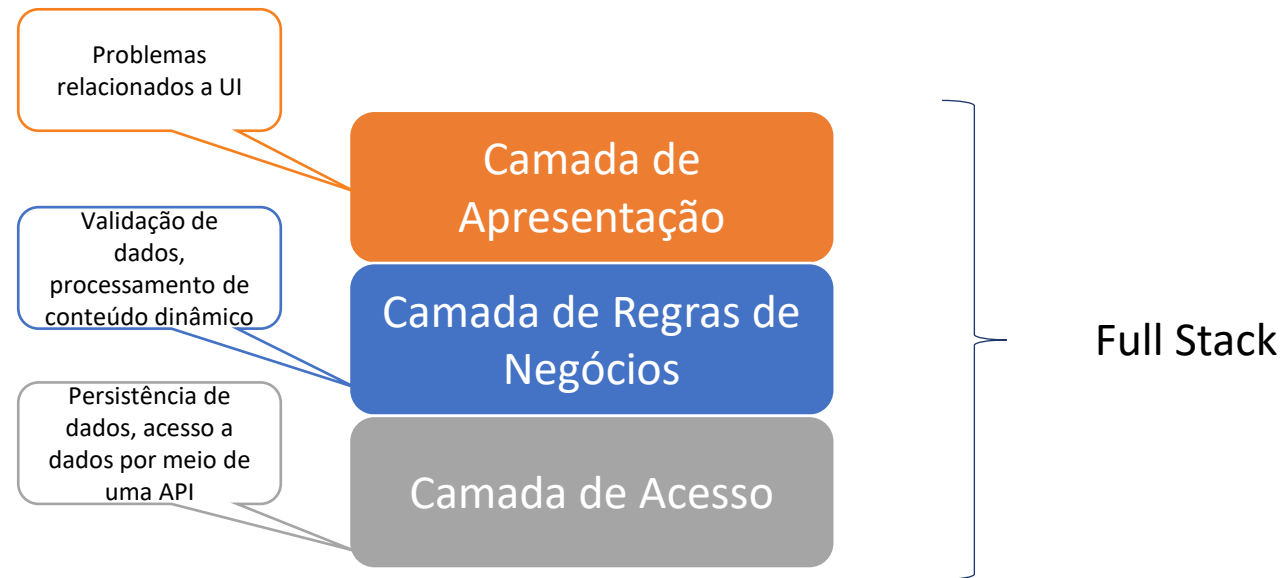 Problemas
relacionados a UI
Camada de
Apresentação
Validação de
dados,
processamento de
conteúdo dinâmico
Camada de Regras de
Negócios
Full Stack
Persistência de
dados, acesso a
dados por meio de
uma API
Camada de Acesso